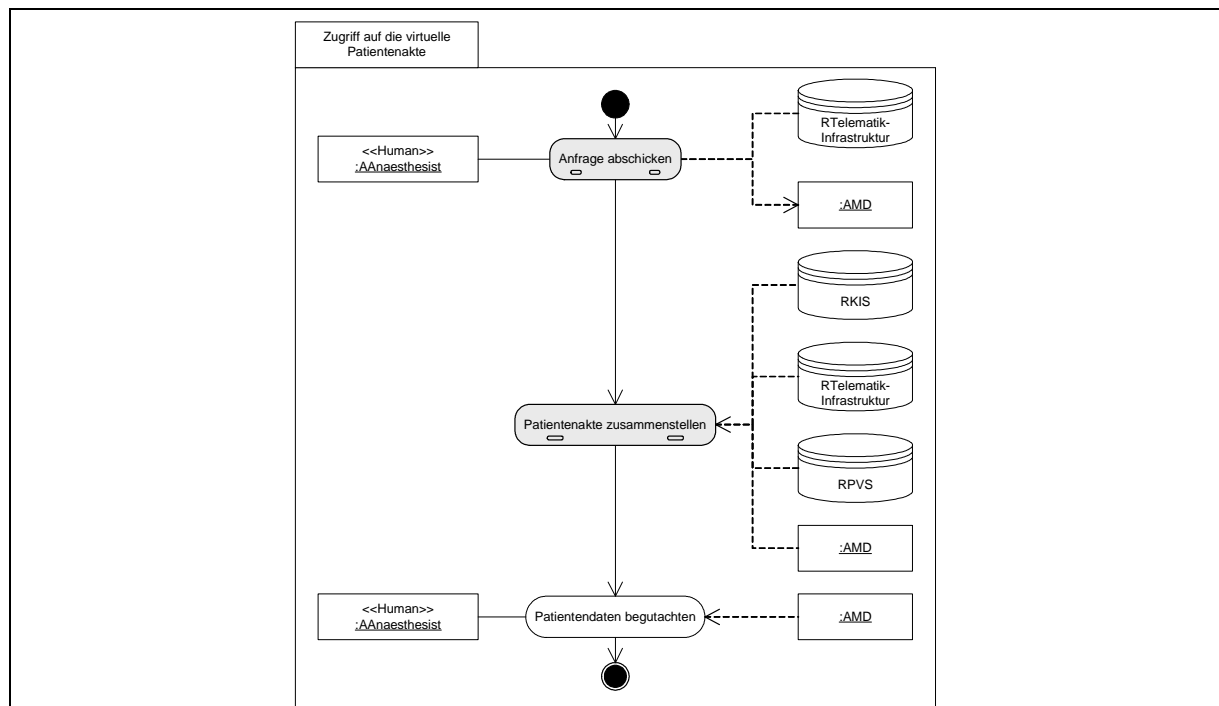 Zugriff auf die virtuelle
Patientenakte
RTelematik-
Infrastruktur
<<Human>>
:AAnaesthesist
Anfrage abschicken
:AMD
RKIS
RTelematik-
Infrastruktur
Patientenakte zusammenstellen
RPVS
:AMD
<<Human>>
:AAnaesthesist
Patientendaten begutachten
:AMD